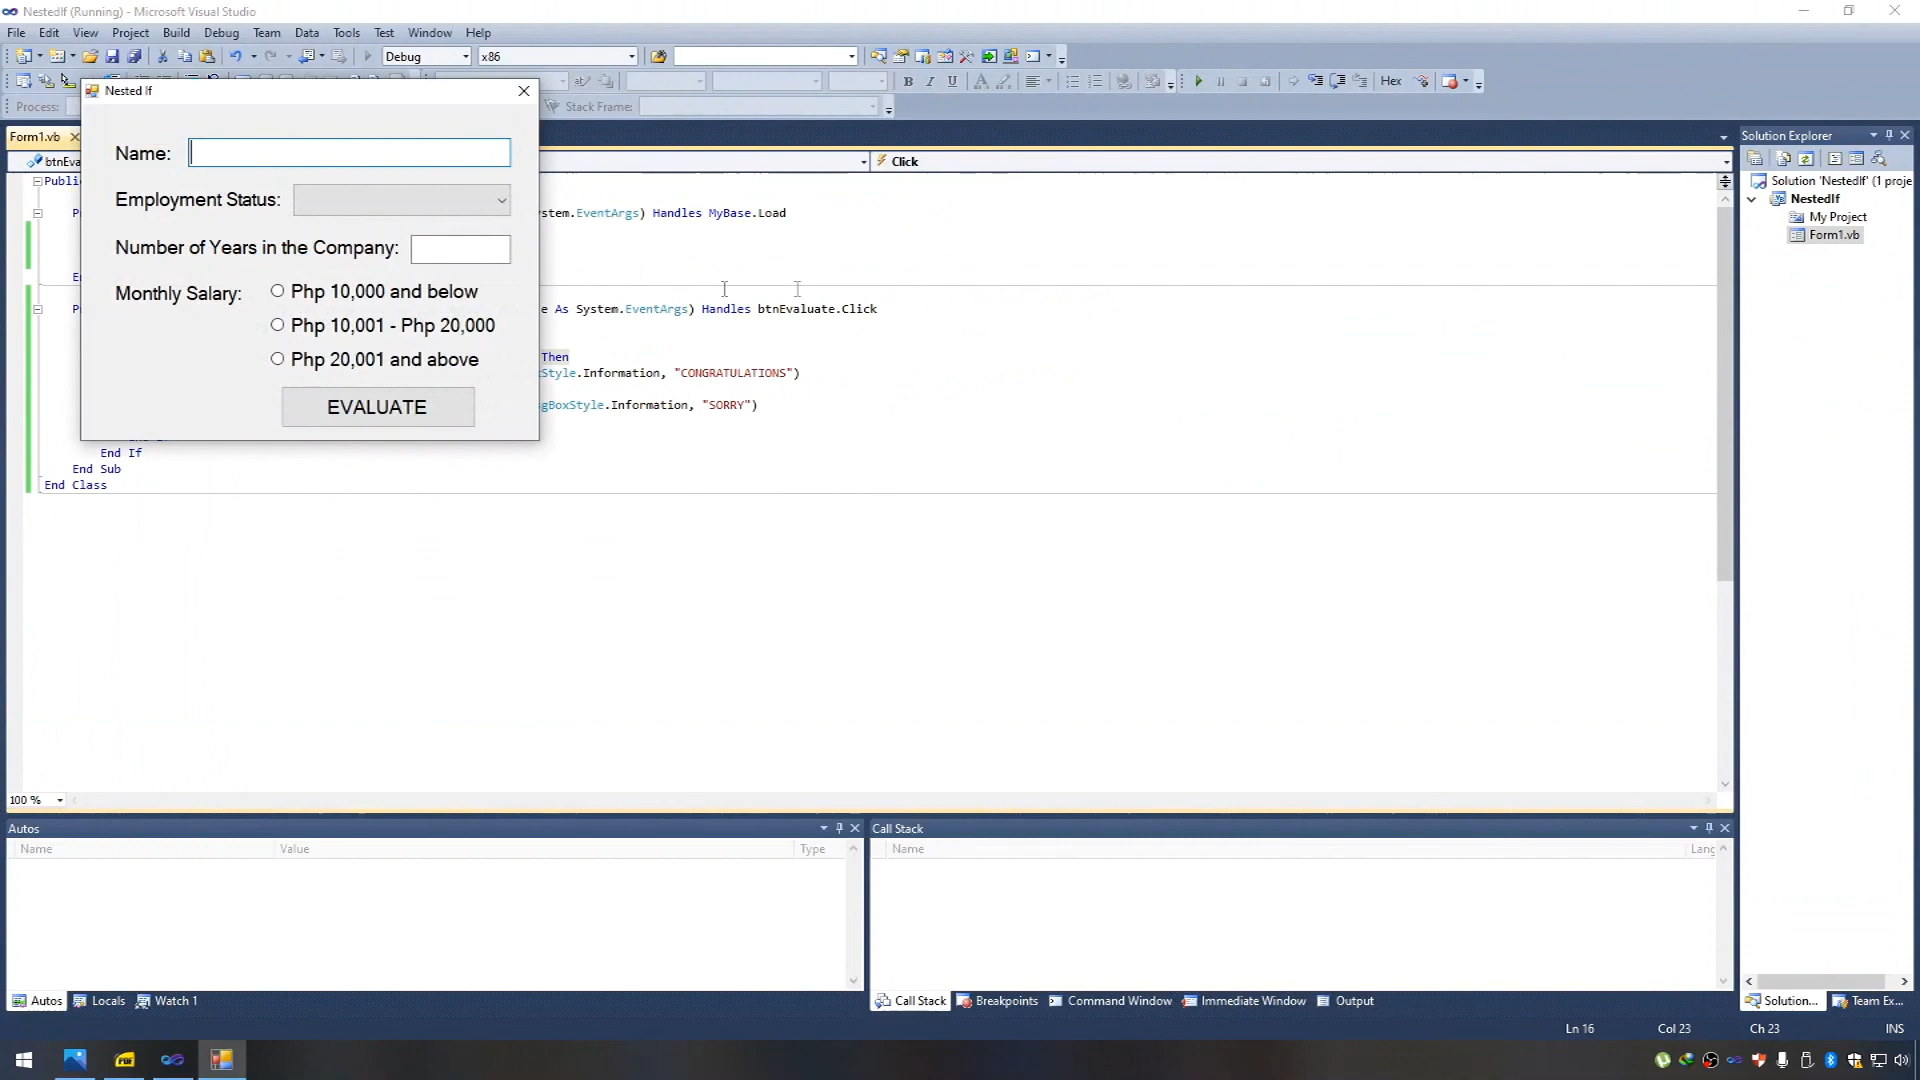 NestedIf (Running) - Microsoft Visual Studio
File Edit View Project Build Debug Team Data Tools Test Window Help
Debug x86
Hex
Process: Stack Frame:
Nested If
Name:
Employment Status:
Number of Years in the Company:
Monthly Salary: Php 10,000 and below
Php 10,001 - Php 20,000
Php 20,001 and above
EVALUATE
Form1.vb
btnEva Click
Public
stem.EventArgs) Handles MyBase.Load
e As System.EventArgs) Handles btnEvaluate.Click
Then
Style.Information, "CONGRATULATIONS")
gBoxStyle.Information, "SORRY")
End If
End Sub
End Class
100 %
Solution Explorer
Solution 'NestedIf' (1 proje
NestedIf
My Project
Form1.vb
Autos
Name Value Type
Call Stack
Name Lang
Autos Locals Watch 1
Call Stack Breakpoints Command Window Immediate Window Output
Solution... Team Ex...
Ln 16 Col 23 Ch 23 INS
PDF